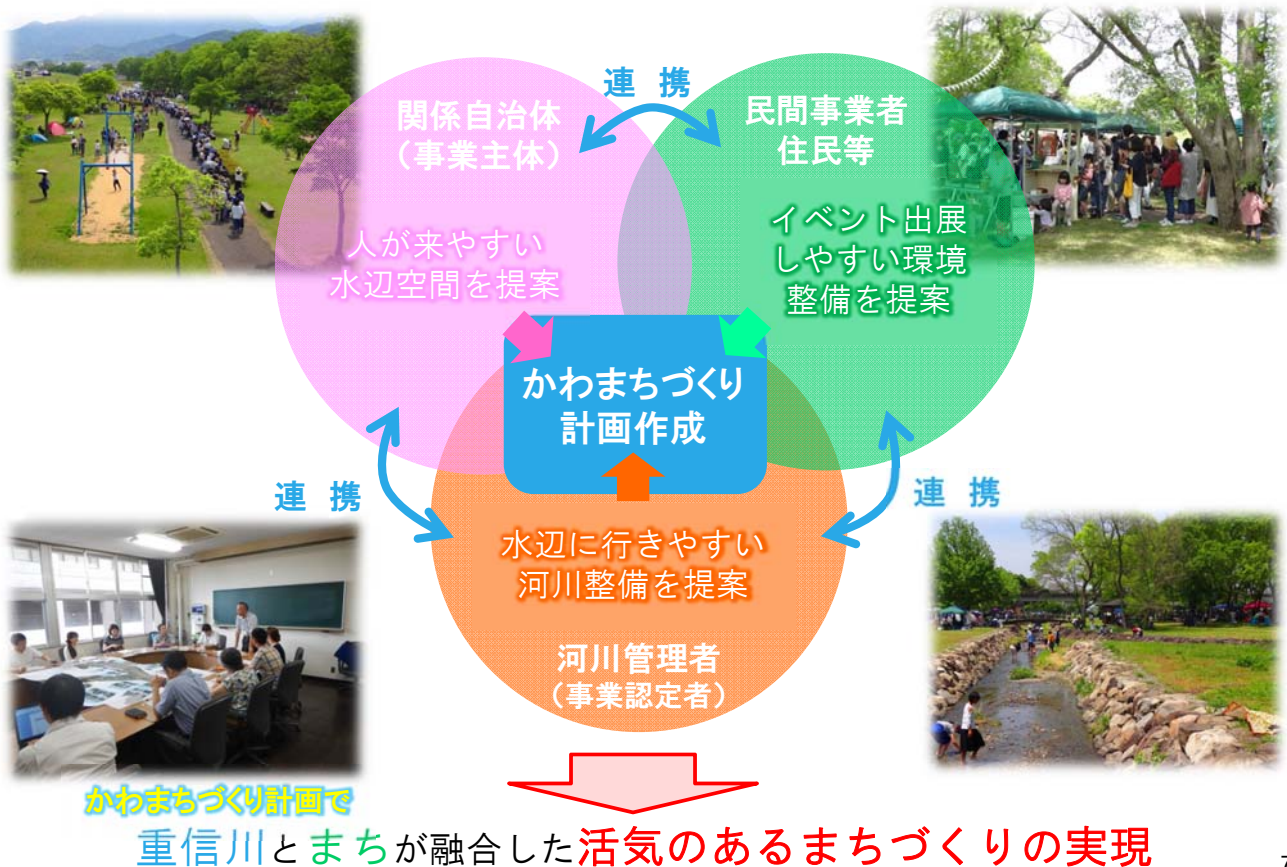 連携
関係自治体
（事業主体）
民間事業者
住民等
人が来やすい
水辺空間を提案
イベント出展
しやすい環境
整備を提案
かわまちづくり
計画作成
連携
連携
水辺に行きやすい
河川整備を提案
河川管理者
（事業認定者）
かわまちづくり計画で
重信川とまちが融合した活気のあるまちづくりの実現